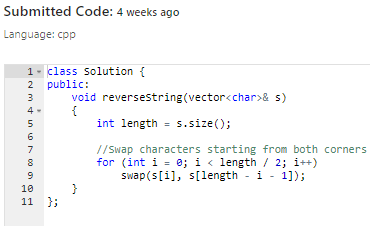 Submitted Code: 4 weeks ago
Language: cpp
1 class Solution {
2 public:
3     void reverseString(vector<char>& s)
4     {
5         int length = s.size();
6
7         //Swap characters starting from both corners
8         for (int i = 0; i < length / 2; i++)
9             swap(s[i], s[length - i - 1]);
10     }
11 };